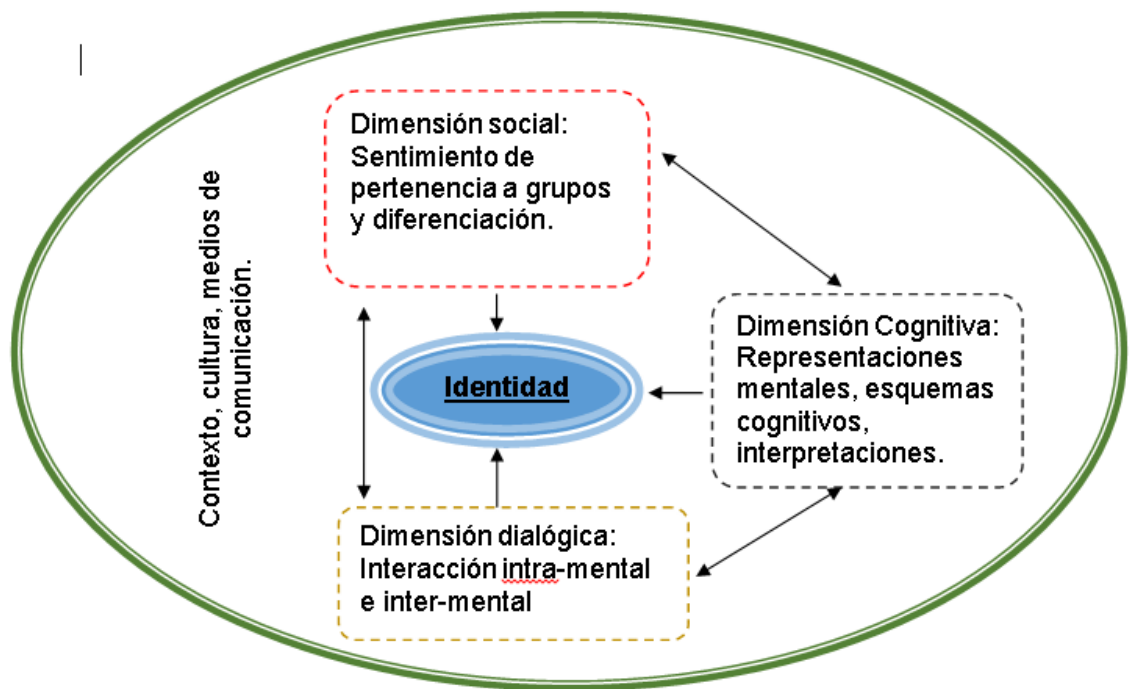 Dimensión social:
Sentimiento de
pertenencia a grupos
y diferenciación.
Contexto, cultura, medios de
comunicación.
Identidad
Dimensión Cognitiva:
Representaciones
mentales, esquemas
cognitivos,
interpretaciones.
Dimensión dialógica:
Interacción intra-mental
e inter-mental